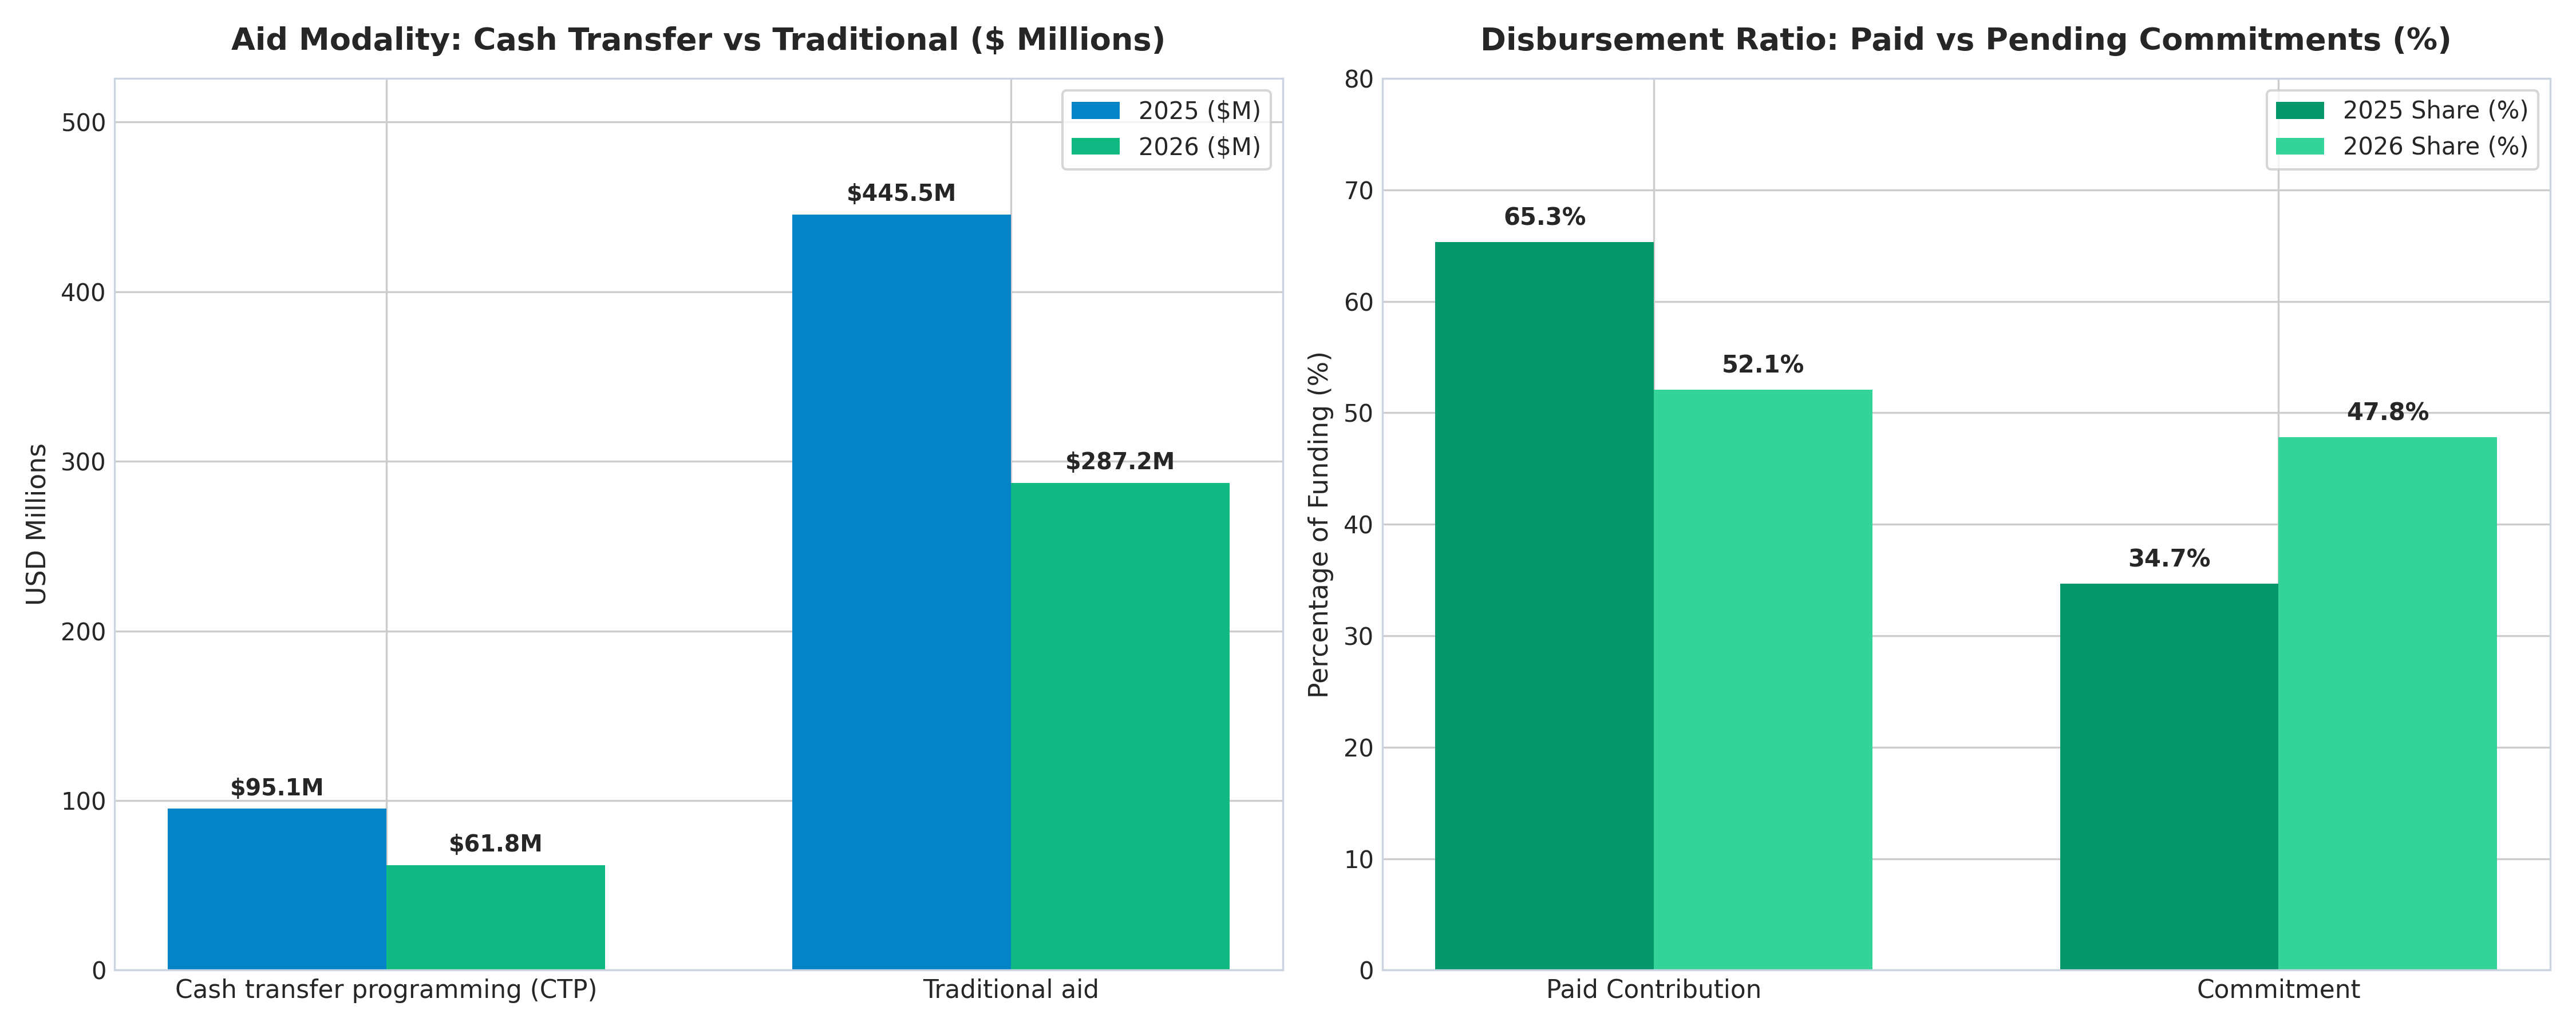 Aid Modality: Cash Transfer vs Traditional ($ Millions)
USD Millions
500
400
300
200
100
0
2025 ($M)
2026 ($M)
$95.1M
$61.8M
$445.5M
$287.2M
Cash transfer programming (CTP)
Traditional aid
Disbursement Ratio: Paid vs Pending Commitments (%)
Percentage of Funding (%)
80
70
60
50
40
30
20
10
0
2025 Share (%)
2026 Share (%)
65.3%
52.1%
34.7%
47.8%
Paid Contribution
Commitment